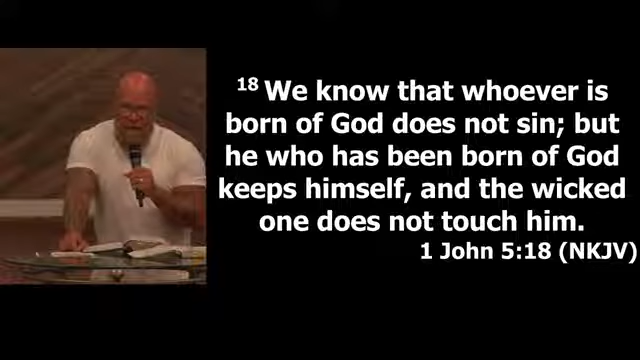 18 We know that whoever is
born of God does not sin; but
he who has been born of God
keeps himself, and the wicked
one does not touch him.
1 John 5:18 (NKJV)